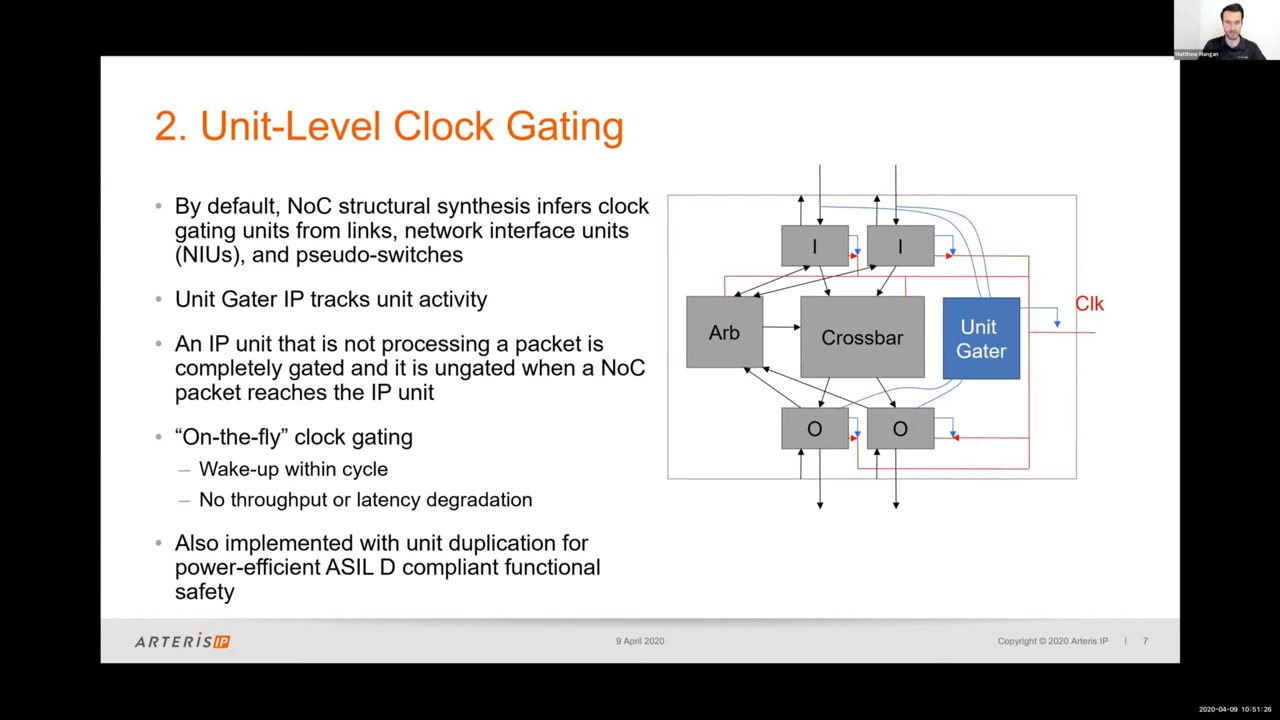 Matthew Mangan
2. Unit-Level Clock Gating
• By default, NoC structural synthesis infers clock
gating units from links, network interface units
(NIUs), and pseudo-switches
• Unit Gater IP tracks unit activity
• An IP unit that is not processing a packet is
completely gated and it is ungated when a NoC
packet reaches the IP unit
• “On-the-fly” clock gating
– Wake-up within cycle
– No throughput or latency degradation
• Also implemented with unit duplication for
power-efficient ASIL D compliant functional
safety
I
I
Arb
Crossbar
Unit
Gater
Clk
O
O
ARTERIS IP
9 April 2020
Copyright © 2020 Arteris IP | 7
2020-04-09 10:51:26